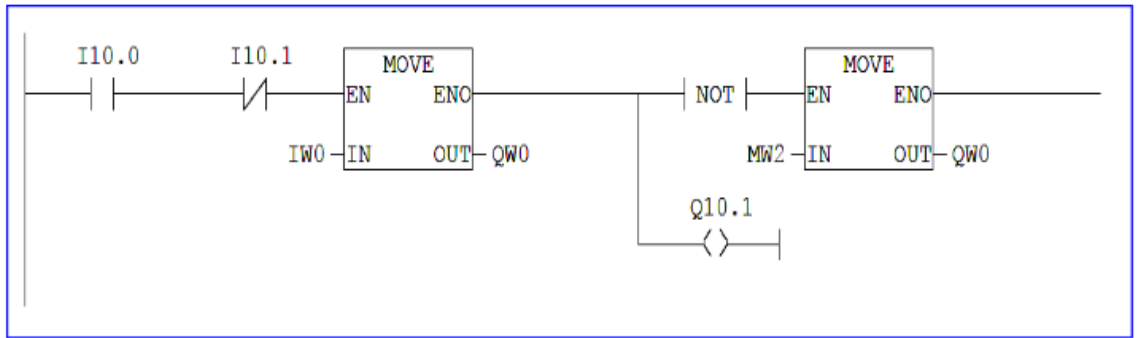 I10.0 I10.1 MOVE MOVE
EN ENO NOT EN ENO
IW0 IN OUT QW0 MW2 IN OUT QW0
Q10.1